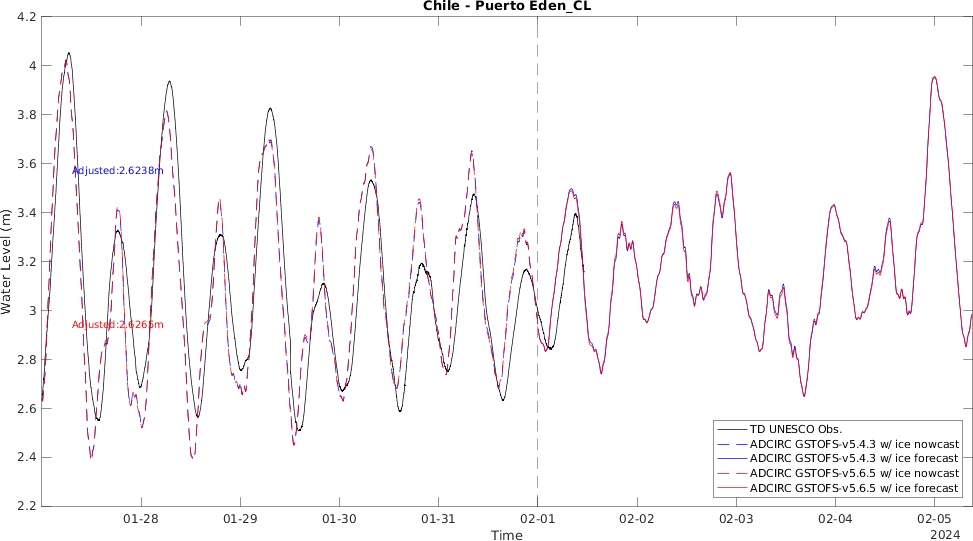 Chile - Puerto Eden_CL
4.2
4
3.8
3.6
3.4
3.2
3
2.8
2.6
2.4
2.2
Water Level (m)
Adjusted:2.6238m
Adjusted:2.6265m
TD UNESCO Obs.
ADCIRC GSTOFS-v5.4.3 w/ ice nowcast
ADCIRC GSTOFS-v5.4.3 w/ ice forecast
ADCIRC GSTOFS-v5.6.5 w/ ice nowcast
ADCIRC GSTOFS-v5.6.5 w/ ice forecast
01-28 01-29 01-30 01-31 02-01 02-02 02-03 02-04 02-05
Time 2024